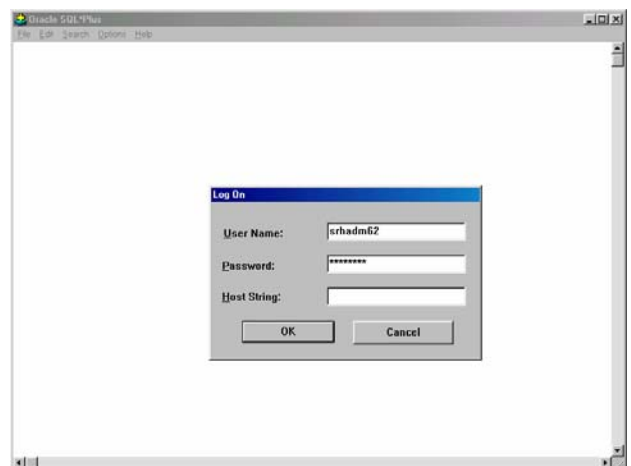 Oracle SQL*Plus
File Edit Search Options Help
Log On
User Name: srhadm62
Password: ********
Host String:
OK Cancel